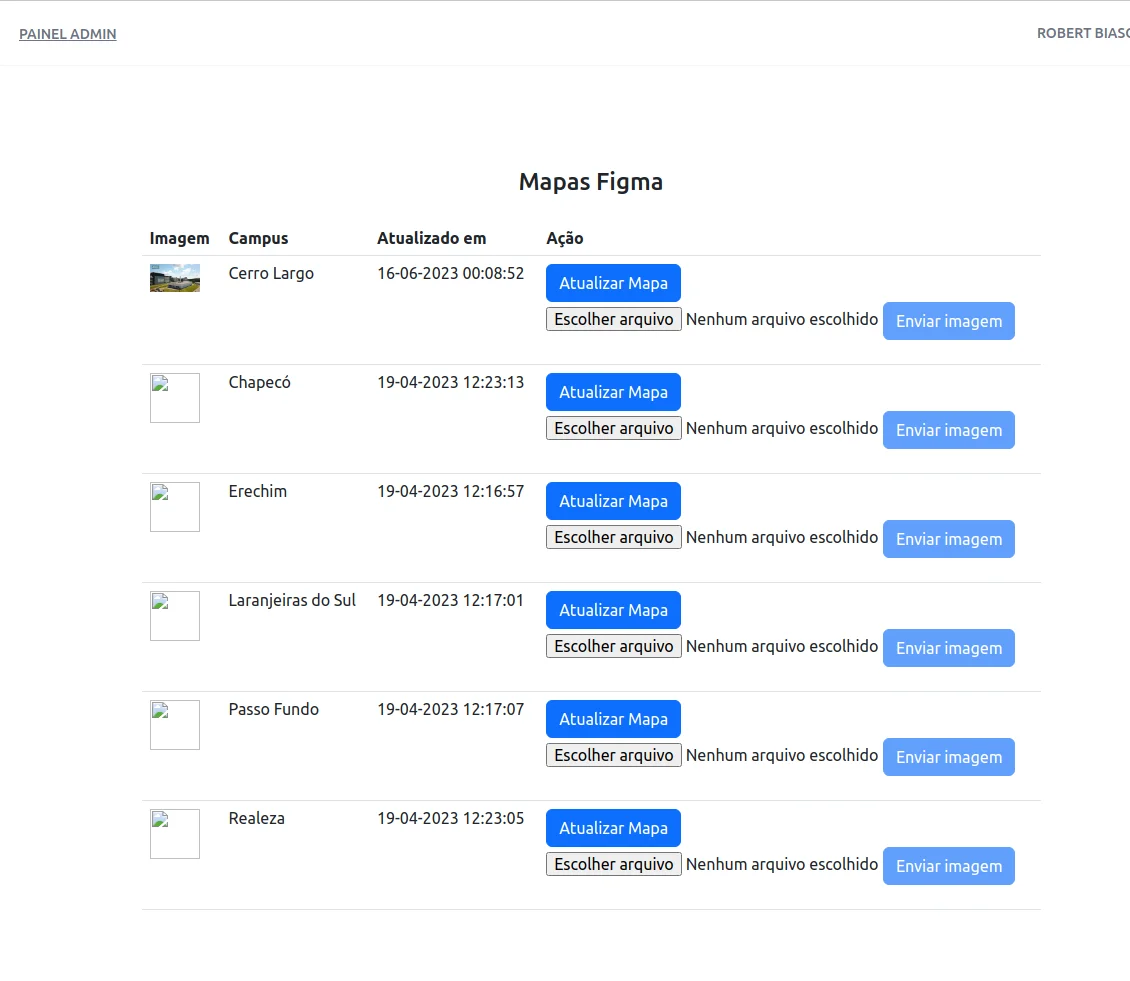 PAINEL ADMIN ROBERT BIASC
Mapas Figma
Imagem Campus Atualizado em Ação
Cerro Largo 16-06-2023 00:08:52 Atualizar Mapa
Escolher arquivo Nenhum arquivo escolhido Enviar imagem
Chapecó 19-04-2023 12:23:13 Atualizar Mapa
Escolher arquivo Nenhum arquivo escolhido Enviar imagem
Erechim 19-04-2023 12:16:57 Atualizar Mapa
Escolher arquivo Nenhum arquivo escolhido Enviar imagem
Laranjeiras do Sul 19-04-2023 12:17:01 Atualizar Mapa
Escolher arquivo Nenhum arquivo escolhido Enviar imagem
Passo Fundo 19-04-2023 12:17:07 Atualizar Mapa
Escolher arquivo Nenhum arquivo escolhido Enviar imagem
Realeza 19-04-2023 12:23:05 Atualizar Mapa
Escolher arquivo Nenhum arquivo escolhido Enviar imagem